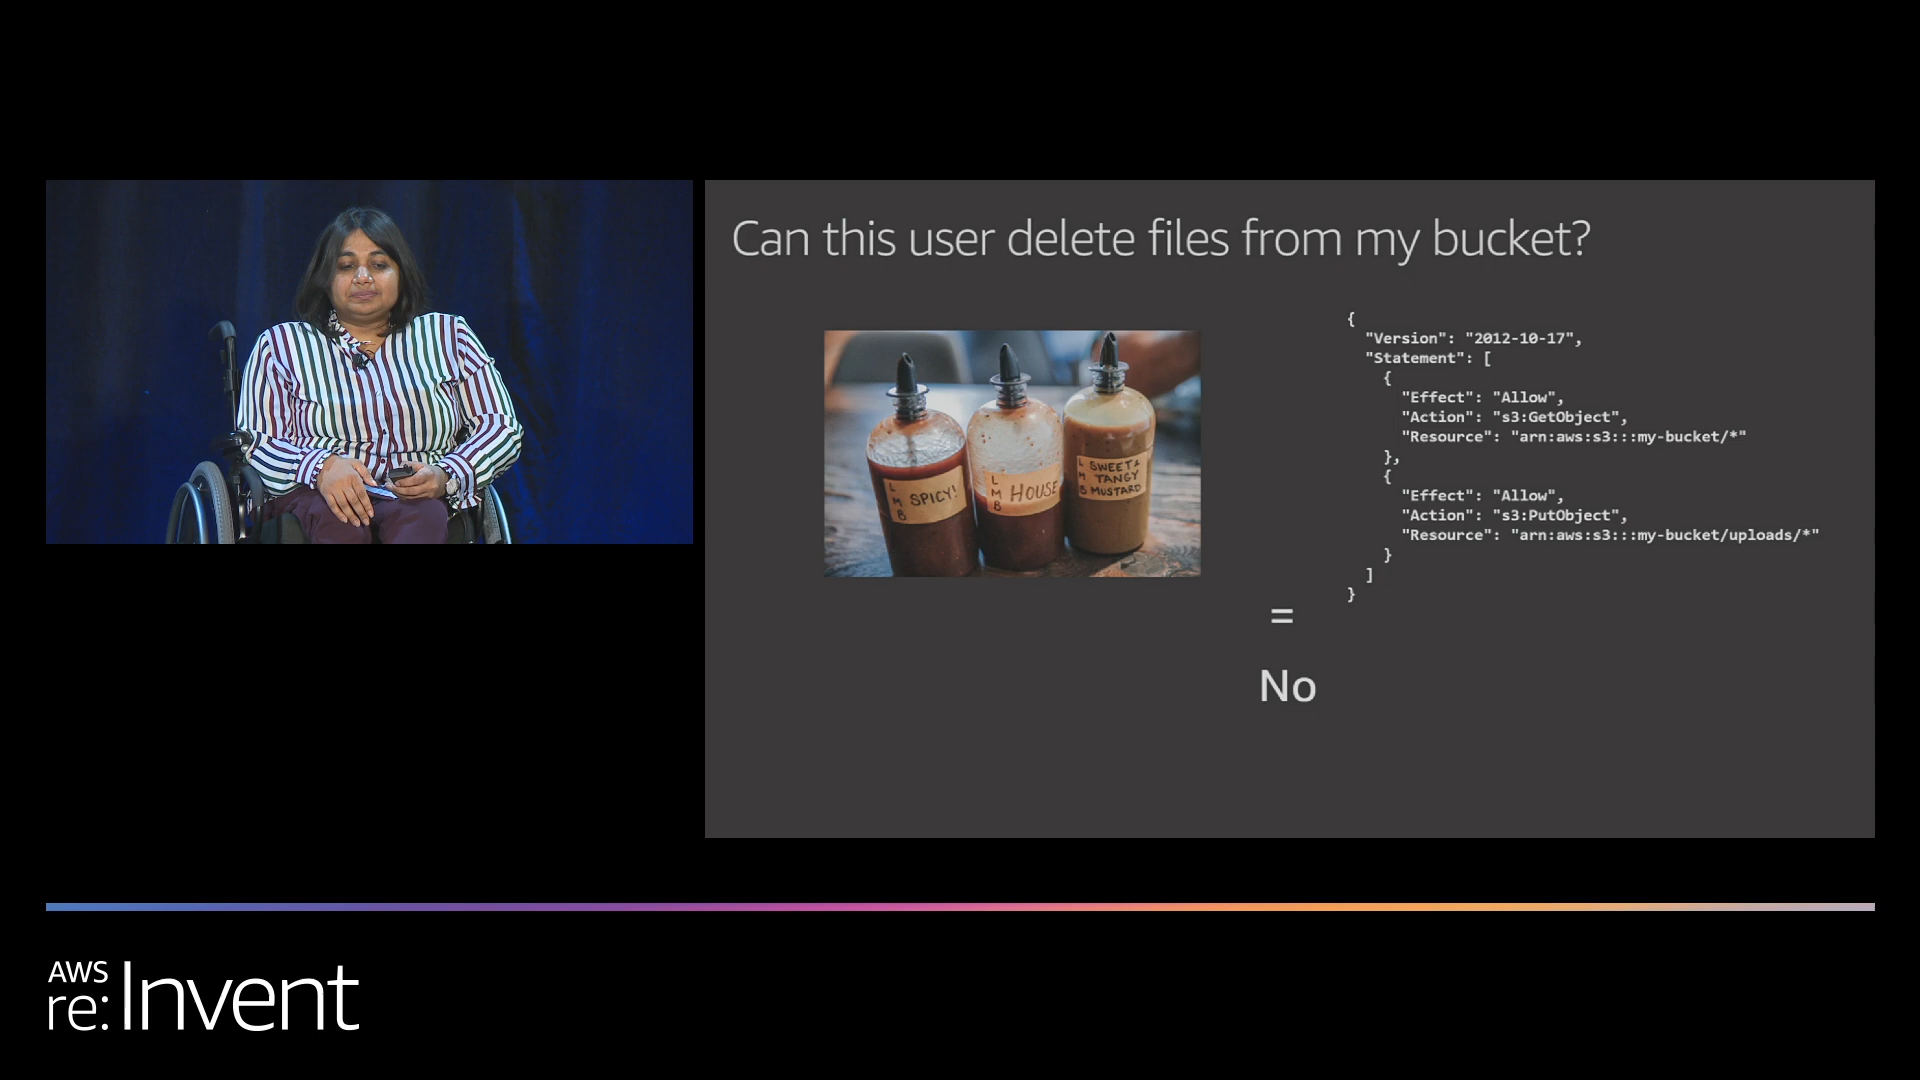 Can this user delete files from my bucket?
L
M
B
SPICY!
L
M
B
HOUSE
L
M
B
SWEET &
TANGY
MUSTARD
{
"Version": "2012-10-17",
"Statement": [
{
"Effect": "Allow",
"Action": "s3:GetObject",
"Resource": "arn:aws:s3:::my-bucket/*"
},
{
"Effect": "Allow",
"Action": "s3:PutObject",
"Resource": "arn:aws:s3:::my-bucket/uploads/*"
}
]
}
=
No
AWS
re:Invent